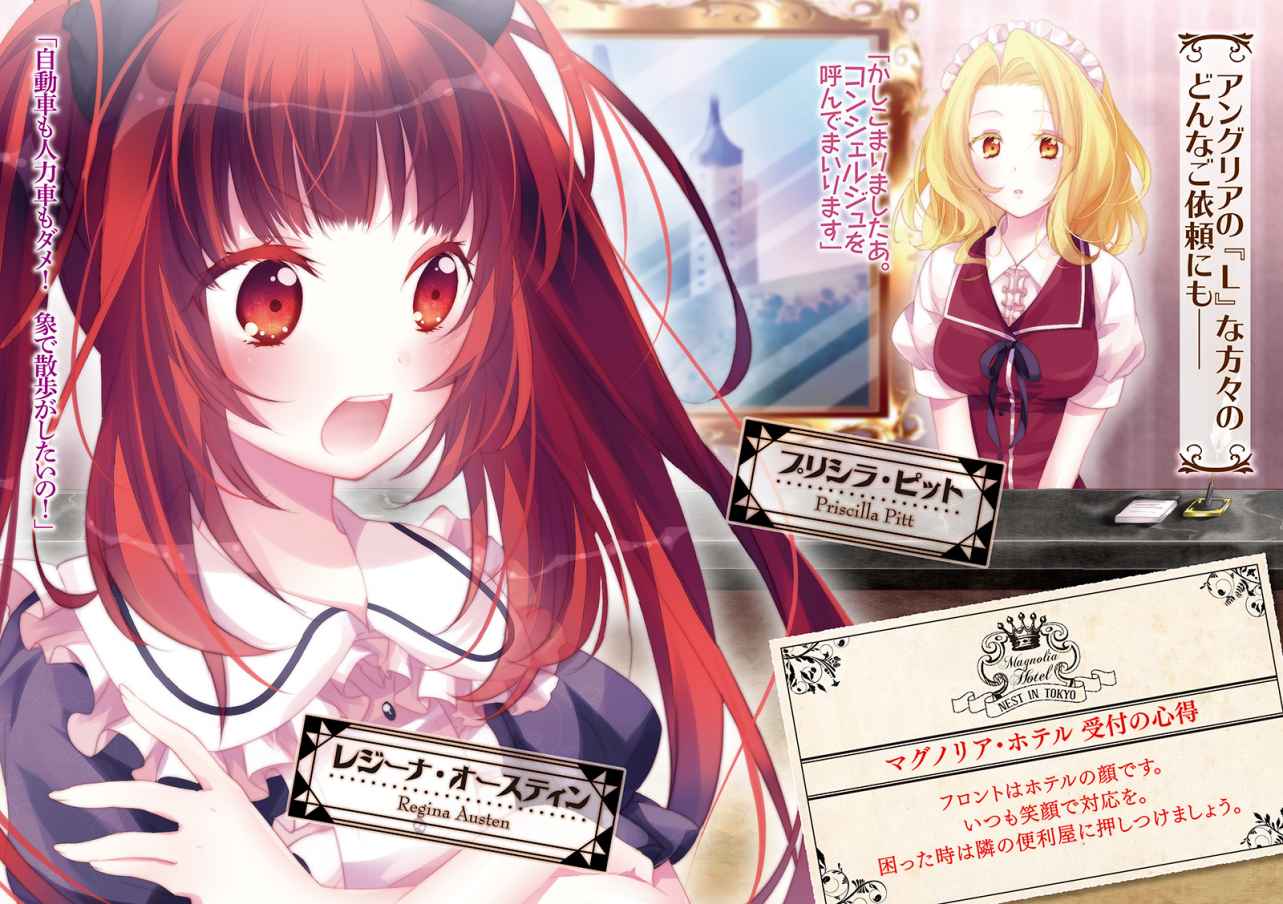 アングリアの『L』な方々の
どんなご依頼にも——
「かしこまりましたぁ。
コンシェルジュを
呼んでまいります」
「自動車も人力車もダメ！　象で散歩がしたいの！」
プリシラ・ピット
Priscilla Pitt
レジーナ・オースティン
Regina Austen
Magnolia
Hotel
NEST IN TOKYO
マグノリア・ホテル 受付の心得
フロントはホテルの顔です。
いつも笑顔で対応を。
困った時は隣の便利屋に押しつけましょう。